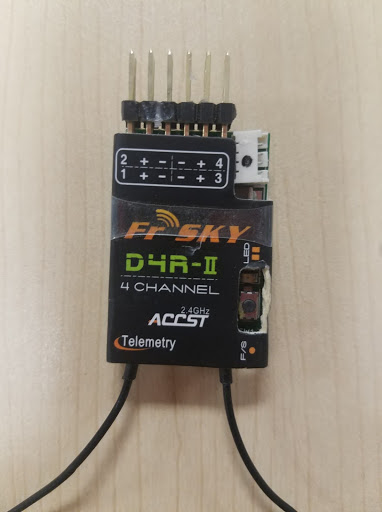 2 + - - + 4
1 + - - + 3
FrSKY
LED
D4R-II
4 CHANNEL
2.4GHz
ACCST
F/S
Telemetry